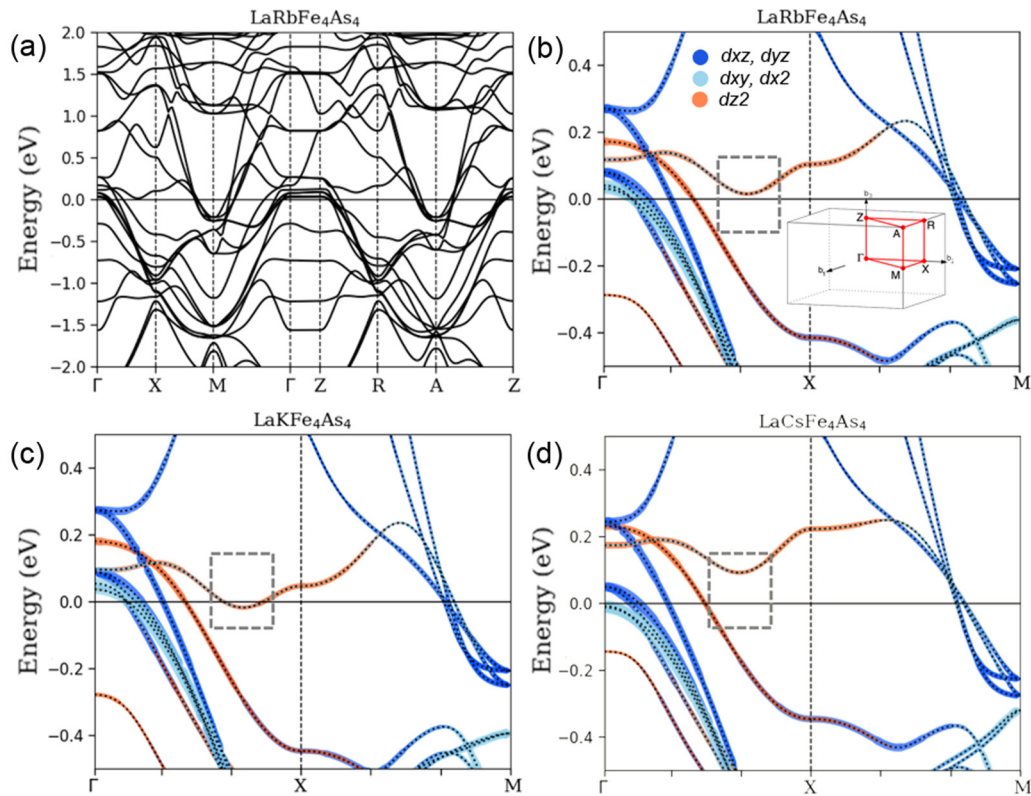 (a)
LaRbFe₄As₄
Energy (eV)
2.0
1.5
1.0
0.5
0.0
−0.5
−1.0
−1.5
−2.0
Γ X M Γ Z R A Z
(b)
LaRbFe₄As₄
Energy (eV)
0.4
0.2
0.0
−0.2
−0.4
dxz, dyz
dxy, dx2
dz2
Z
A
R
Γ
M
X
Γ X M
(c)
LaKFe₄As₄
Energy (eV)
0.4
0.2
0.0
−0.2
−0.4
Γ X M
(d)
LaCsFe₄As₄
Energy (eV)
0.4
0.2
0.0
−0.2
−0.4
Γ X M